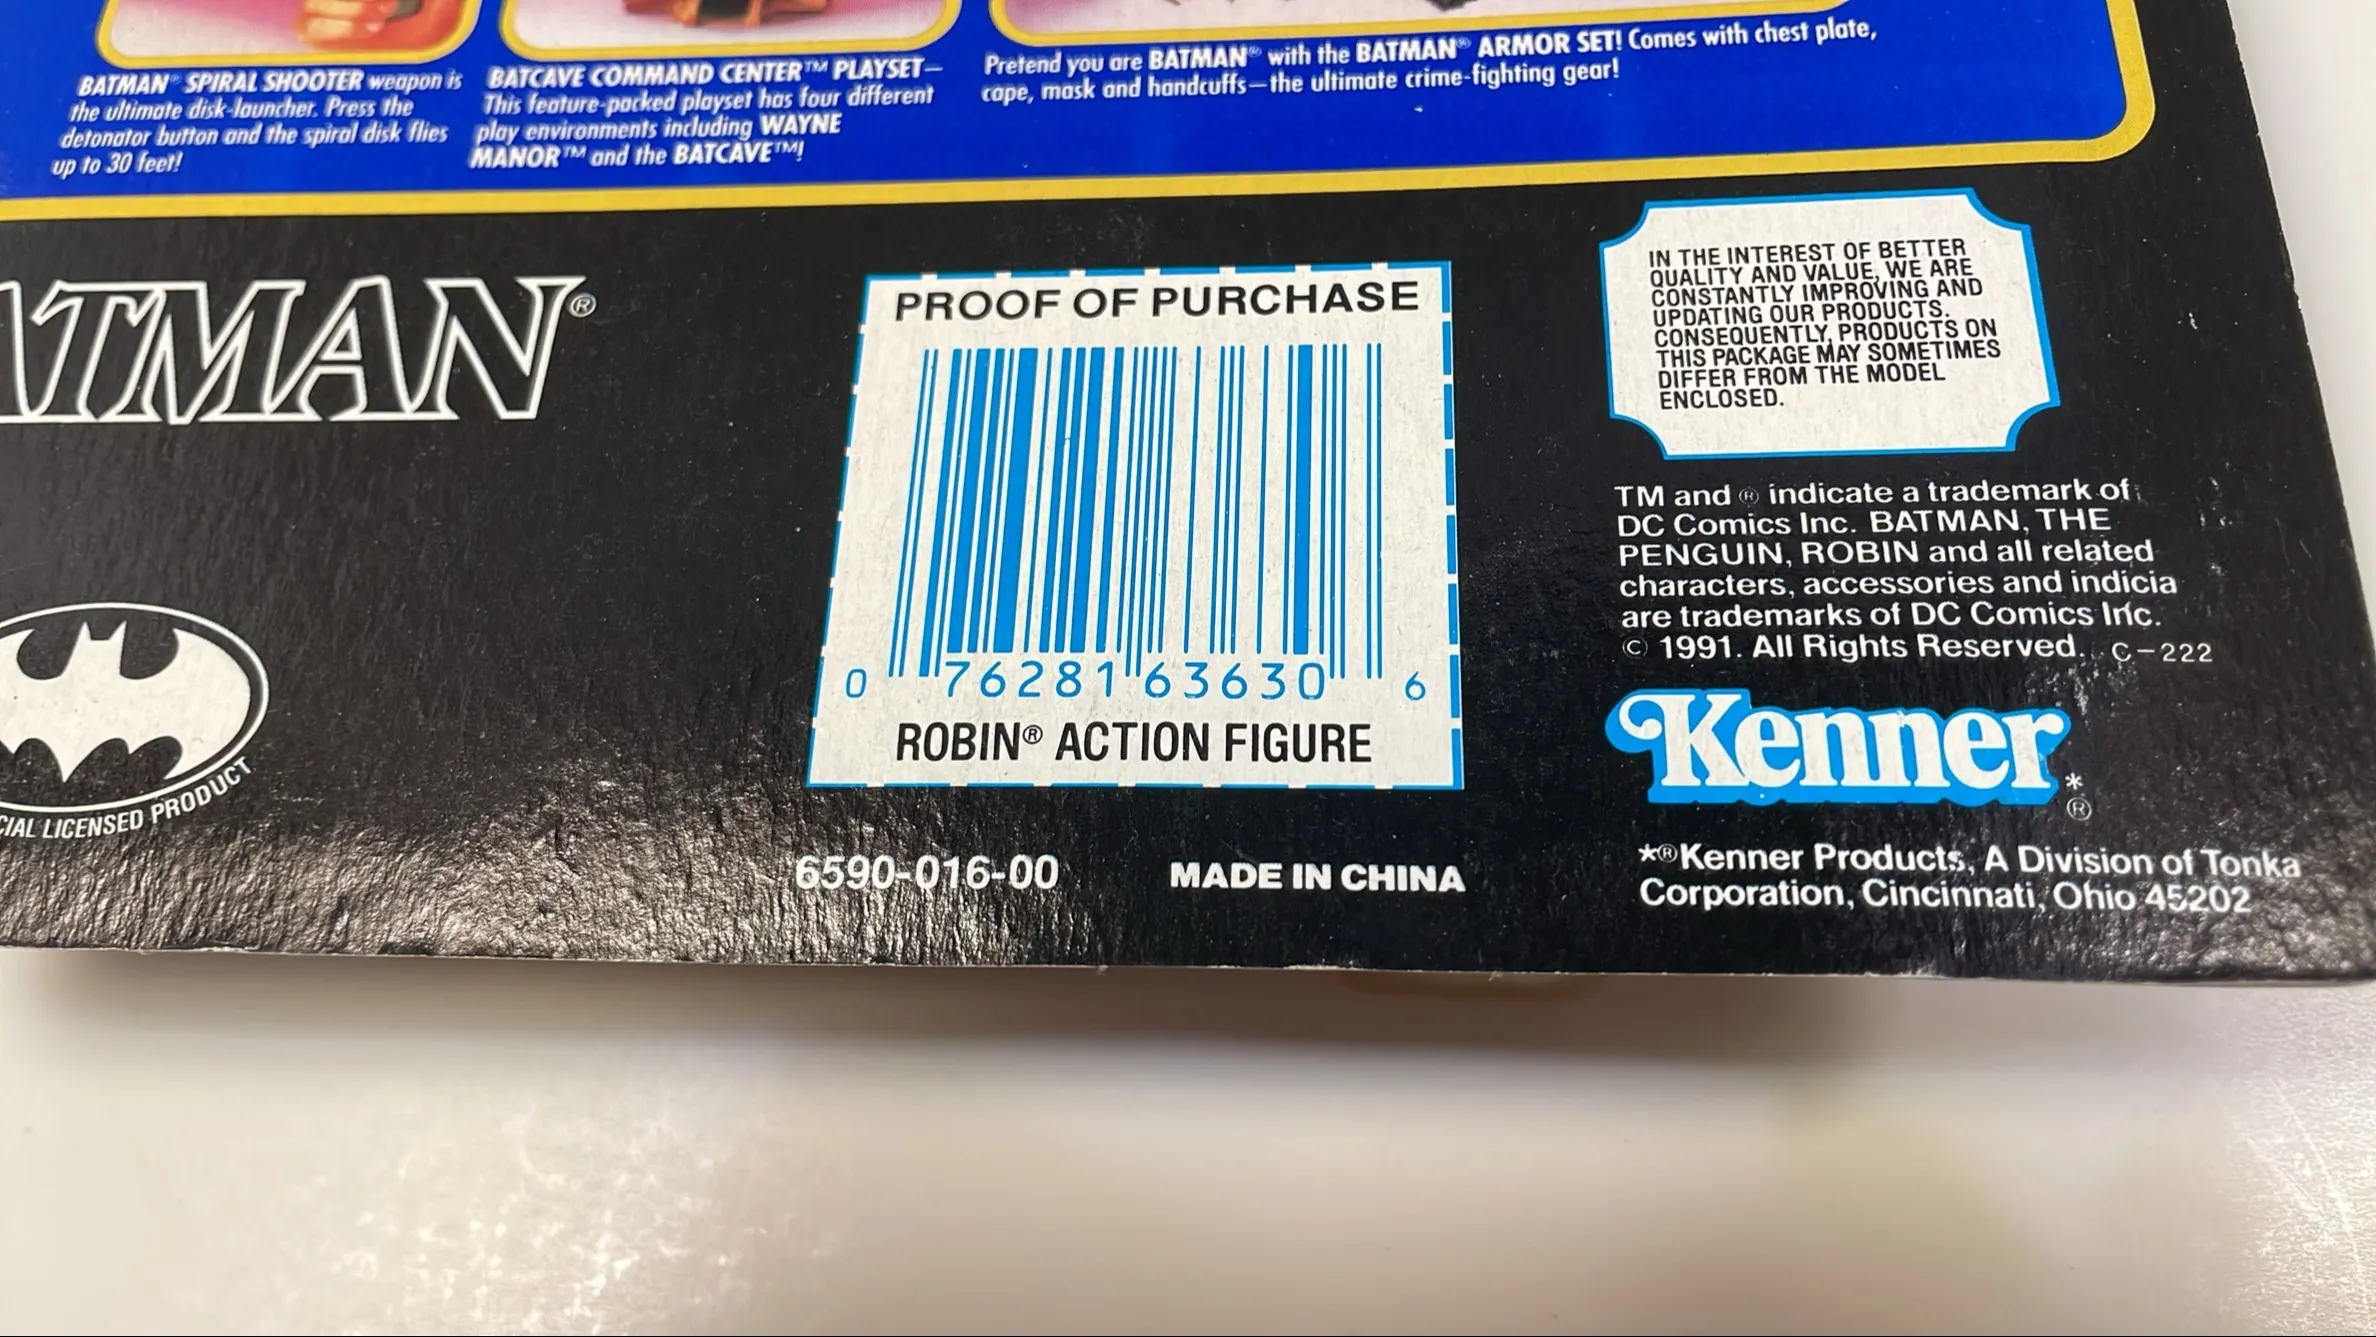 BATMAN® SPIRAL SHOOTER weapon is
the ultimate disk-launcher. Press the
detonator button and the spiral disk flies
up to 30 feet!
BATCAVE COMMAND CENTER™ PLAYSET—
This feature-packed playset has four different
play environments including WAYNE
MANOR™ and the BATCAVE™!
Pretend you are BATMAN® with the BATMAN® ARMOR SET! Comes with chest plate,
cape, mask and handcuffs—the ultimate crime-fighting gear!
ATMAN®
CIAL LICENSED PRODUCT
PROOF OF PURCHASE
0 76281 63630 6
ROBIN® ACTION FIGURE
6590-016-00 MADE IN CHINA
IN THE INTEREST OF BETTER
QUALITY AND VALUE, WE ARE
CONSTANTLY IMPROVING AND
UPDATING OUR PRODUCTS.
CONSEQUENTLY, PRODUCTS ON
THIS PACKAGE MAY SOMETIMES
DIFFER FROM THE MODEL
ENCLOSED.
TM and ® indicate a trademark of
DC Comics Inc. BATMAN, THE
PENGUIN, ROBIN and all related
characters, accessories and indicia
are trademarks of DC Comics Inc.
© 1991. All Rights Reserved. C-222
Kenner*®
*®Kenner Products, A Division of Tonka
Corporation, Cincinnati, Ohio 45202